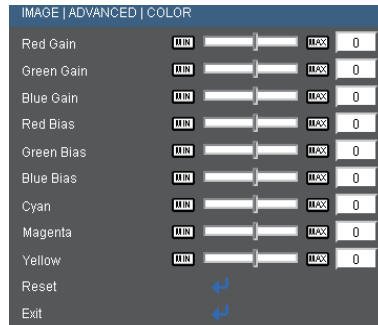 IMAGE | ADVANCED | COLOR
Red Gain MIN MAX 0
Green Gain MIN MAX 0
Blue Gain MIN MAX 0
Red Bias MIN MAX 0
Green Bias MIN MAX 0
Blue Bias MIN MAX 0
Cyan MIN MAX 0
Magenta MIN MAX 0
Yellow MIN MAX 0
Reset
Exit